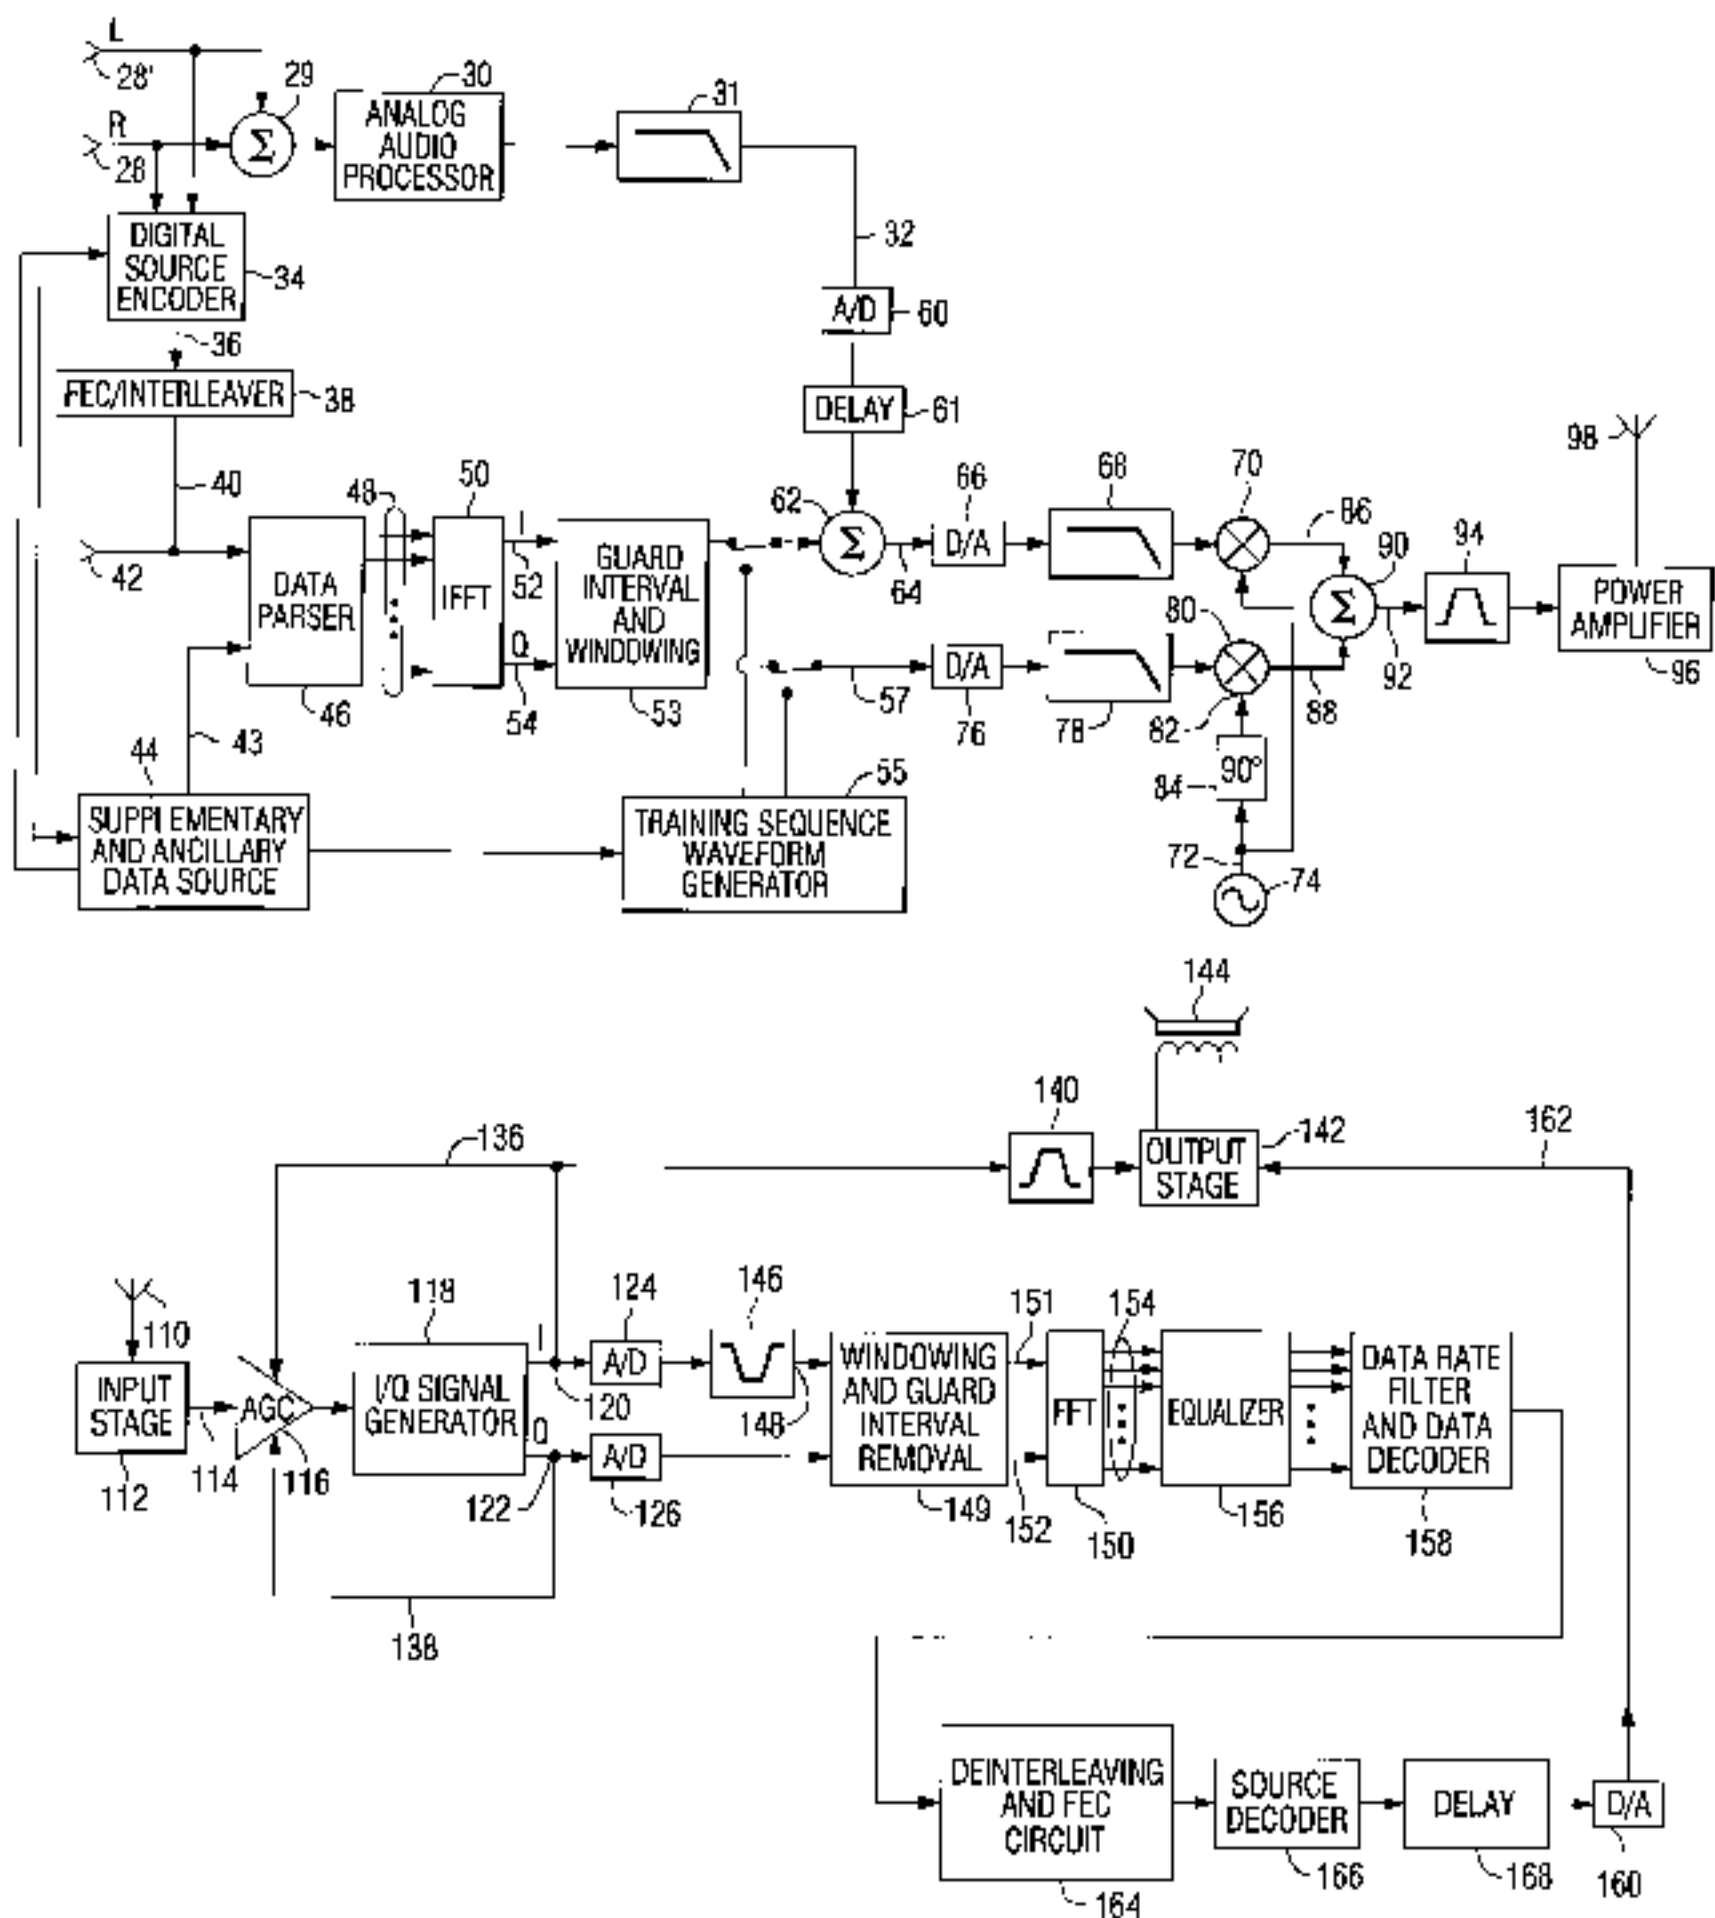 L
28'
29
30
31
ANALOG
AUDIO
PROCESSOR
R
28
Σ
DIGITAL
SOURCE
ENCODER
34
32
36
A/D
60
FEC/INTERLEAVER
38
DELAY
61
98
40
48
50
62
66
68
70
86
90
94
42
DATA
PARSER
IFFT
I
52
GUARD
INTERVAL
AND
WINDOWING
Σ
64
D/A
80
Σ
92
POWER
AMPLIFIER
96
Q
54
46
53
57
D/A
76
78
82
88
43
44
55
84
90°
SUPPLEMENTARY
AND ANCILLARY
DATA SOURCE
TRAINING SEQUENCE
WAVEFORM
GENERATOR
72
74
144
140
136
OUTPUT
STAGE
142
162
110
118
124
146
151
154
INPUT
STAGE
112
114
AGC
116
I/Q SIGNAL
GENERATOR
I
120
Q
122
A/D
A/D
126
148
WINDOWING
AND GUARD
INTERVAL
REMOVAL
149
152
FFT
150
EQUALIZER
156
DATA RATE
FILTER
AND DATA
DECODER
158
138
DEINTERLEAVING
AND FEC
CIRCUIT
164
SOURCE
DECODER
166
DELAY
168
D/A
160